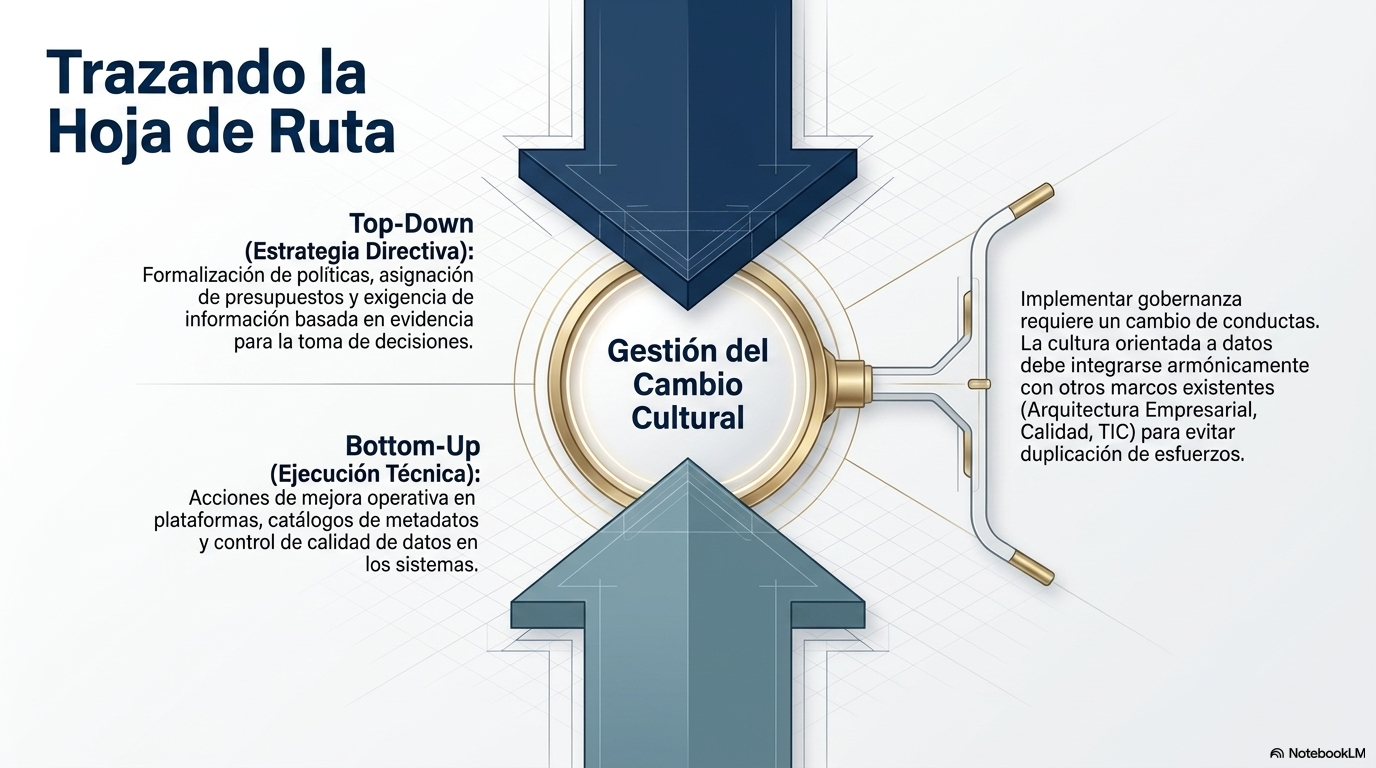 Trazando la
Hoja de Ruta
Top-Down
(Estrategia Directiva):
Formalización de políticas, asignación
de presupuestos y exigencia de
información basada en evidencia
para la toma de decisiones.
Bottom-Up
(Ejecución Técnica):
Acciones de mejora operativa en
plataformas, catálogos de metadatos
y control de calidad de datos en
los sistemas.
Gestión del
Cambio
Cultural
Implementar gobernanza
requiere un cambio de conductas.
La cultura orientada a datos
debe integrarse armónicamente
con otros marcos existentes
(Arquitectura Empresarial,
Calidad, TIC) para evitar
duplicación de esfuerzos.
NotebookLM